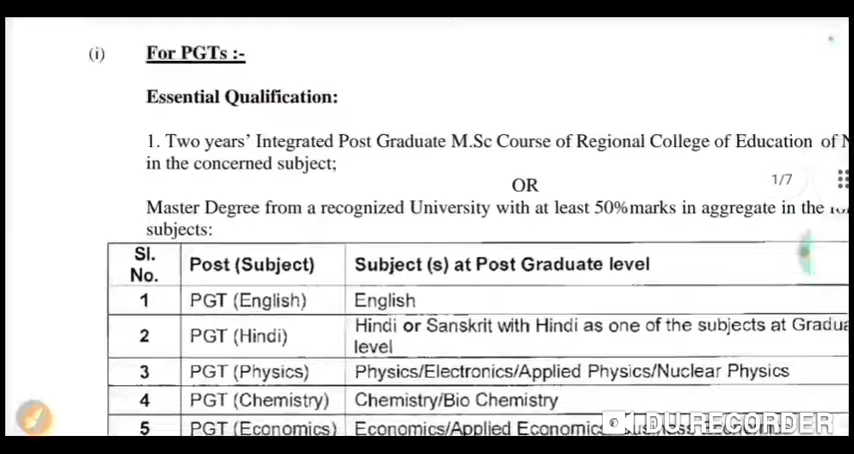 (i) For PGTs :-
Essential Qualification:
1. Two years' Integrated Post Graduate M.Sc Course of Regional College of Education of
in the concerned subject;
OR
1/7
Master Degree from a recognized University with at least 50%marks in aggregate in the
subjects:
Sl. No. Post (Subject) Subject (s) at Post Graduate level
1 PGT (English) English
2 PGT (Hindi) Hindi or Sanskrit with Hindi as one of the subjects at
level
3 PGT (Physics) Physics/Electronics/Applied Physics/Nuclear Physics
4 PGT (Chemistry) Chemistry/Bio Chemistry
5 PGT (Economics) Economics/Applied
DU RECORDER